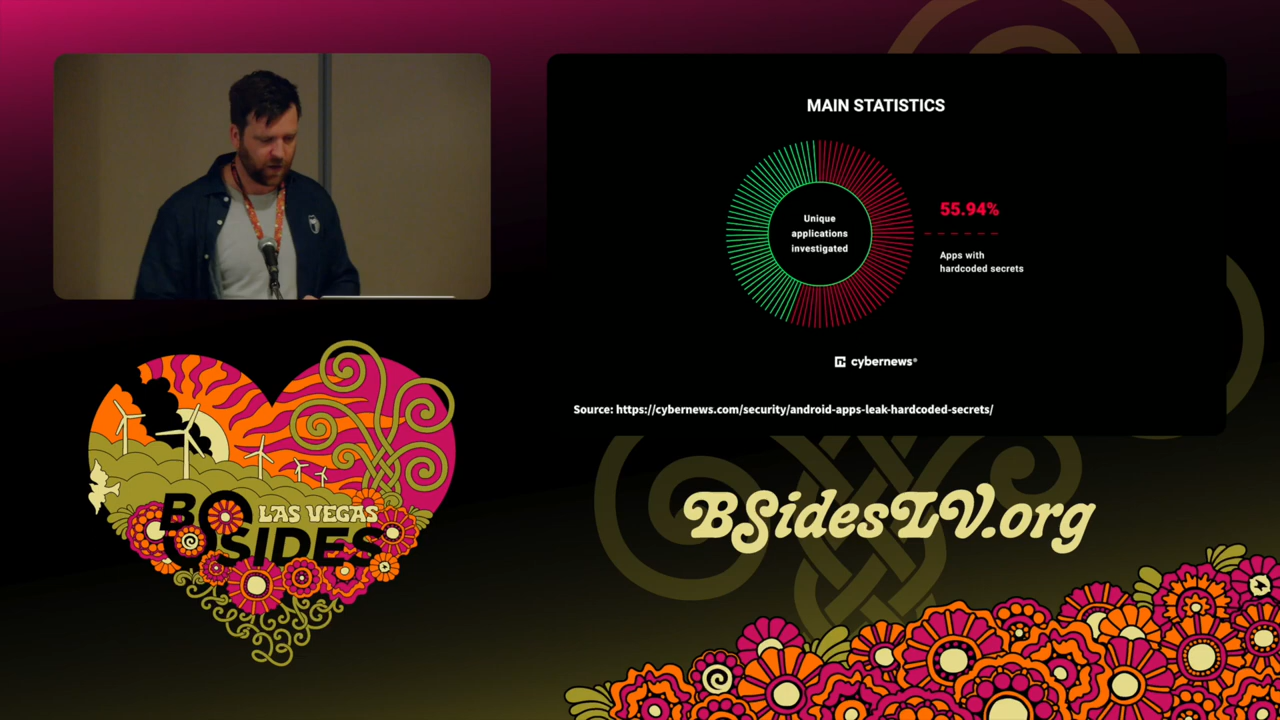 MAIN STATISTICS
Unique
applications
investigated
55.94%
Apps with
hardcoded secrets
cybernews®
Source: https://cybernews.com/security/android-apps-leak-hardcoded-secrets/
LAS VEGAS
BSIDES
BSidesLV.org